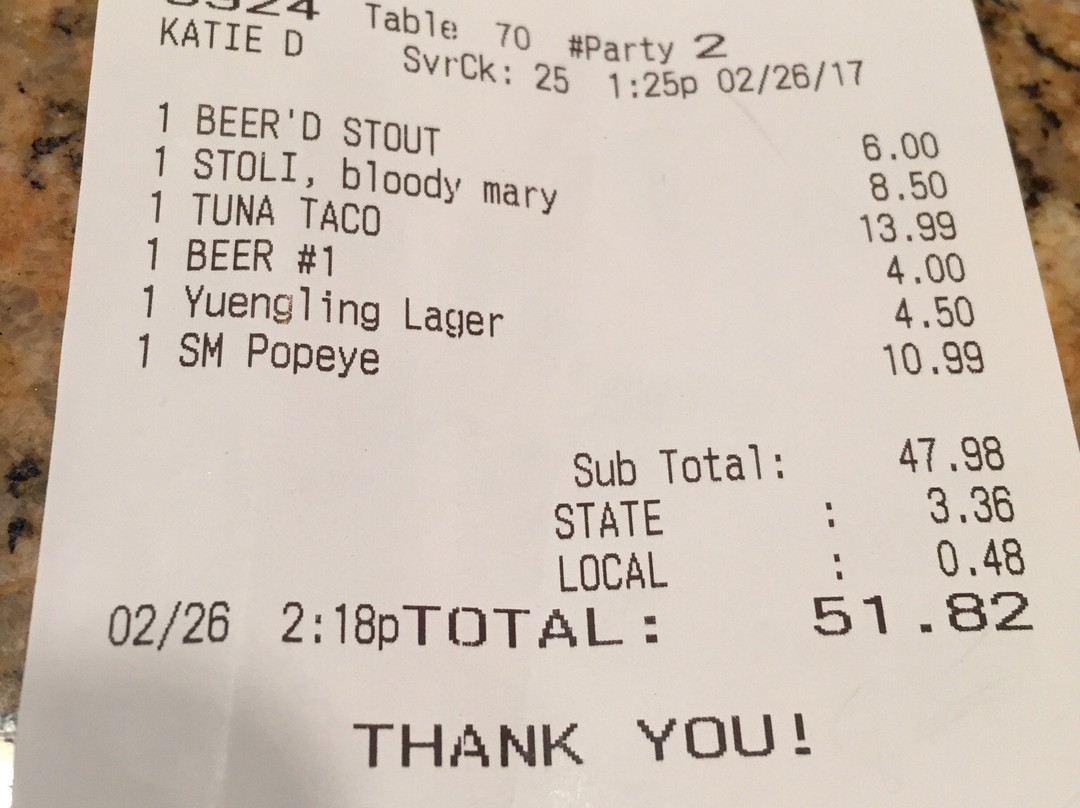 Table 70 #Party 2
KATIE D SvrCk: 25 1:25p 02/26/17
1 BEER'D STOUT 6.00
1 STOLI, bloody mary 8.50
1 TUNA TACO 13.99
1 BEER #1 4.00
1 Yuengling Lager 4.50
1 SM Popeye 10.99
Sub Total: 47.98
STATE : 3.36
LOCAL : 0.48
02/26 2:18pTOTAL: 51.82
THANK YOU!